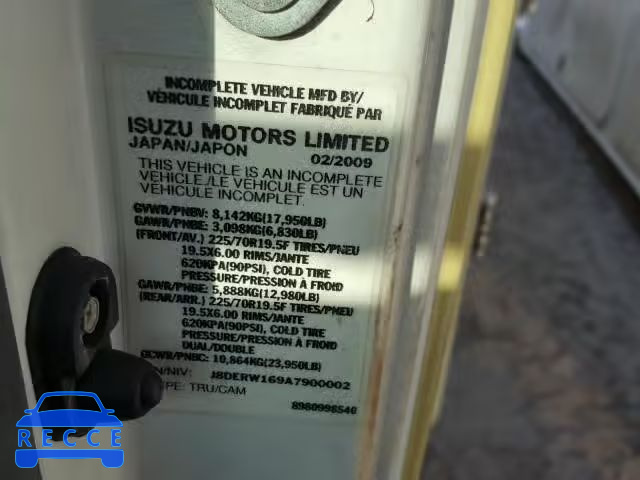 INCOMPLETE VEHICLE MFD BY/
VÉHICULE INCOMPLET FABRIQUÉ PAR
ISUZU MOTORS LIMITED
JAPAN/JAPON 02/2009
THIS VEHICLE IS AN INCOMPLETE
VEHICLE./LE VÉHICULE EST UN
VÉHICULE INCOMPLET.
GVWR/PNBV: 8,142KG(17,950LB)
GAWR/PNBE: 3,098KG(6,830LB)
(FRONT/AV.) 225/70R19.5F TIRES/PNEU
19.5X6.00 RIMS/JANTE
620KPA(90PSI), COLD TIRE
PRESSURE/PRESSION À FROID
GAWR/PNBE: 5,888KG(12,980LB)
(REAR/ARR.) 225/70R19.5F TIRES/PNEU
19.5X6.00 RIMS/JANTE
620KPA(90PSI), COLD TIRE
PRESSURE/PRESSION À FROID
DUAL/DOUBLE
GCWR/PNBC: 10,864KG(23,950LB)
N/NIV: J8DERW169A7900002
YPE: TRU/CAM
8980998540
RECCE